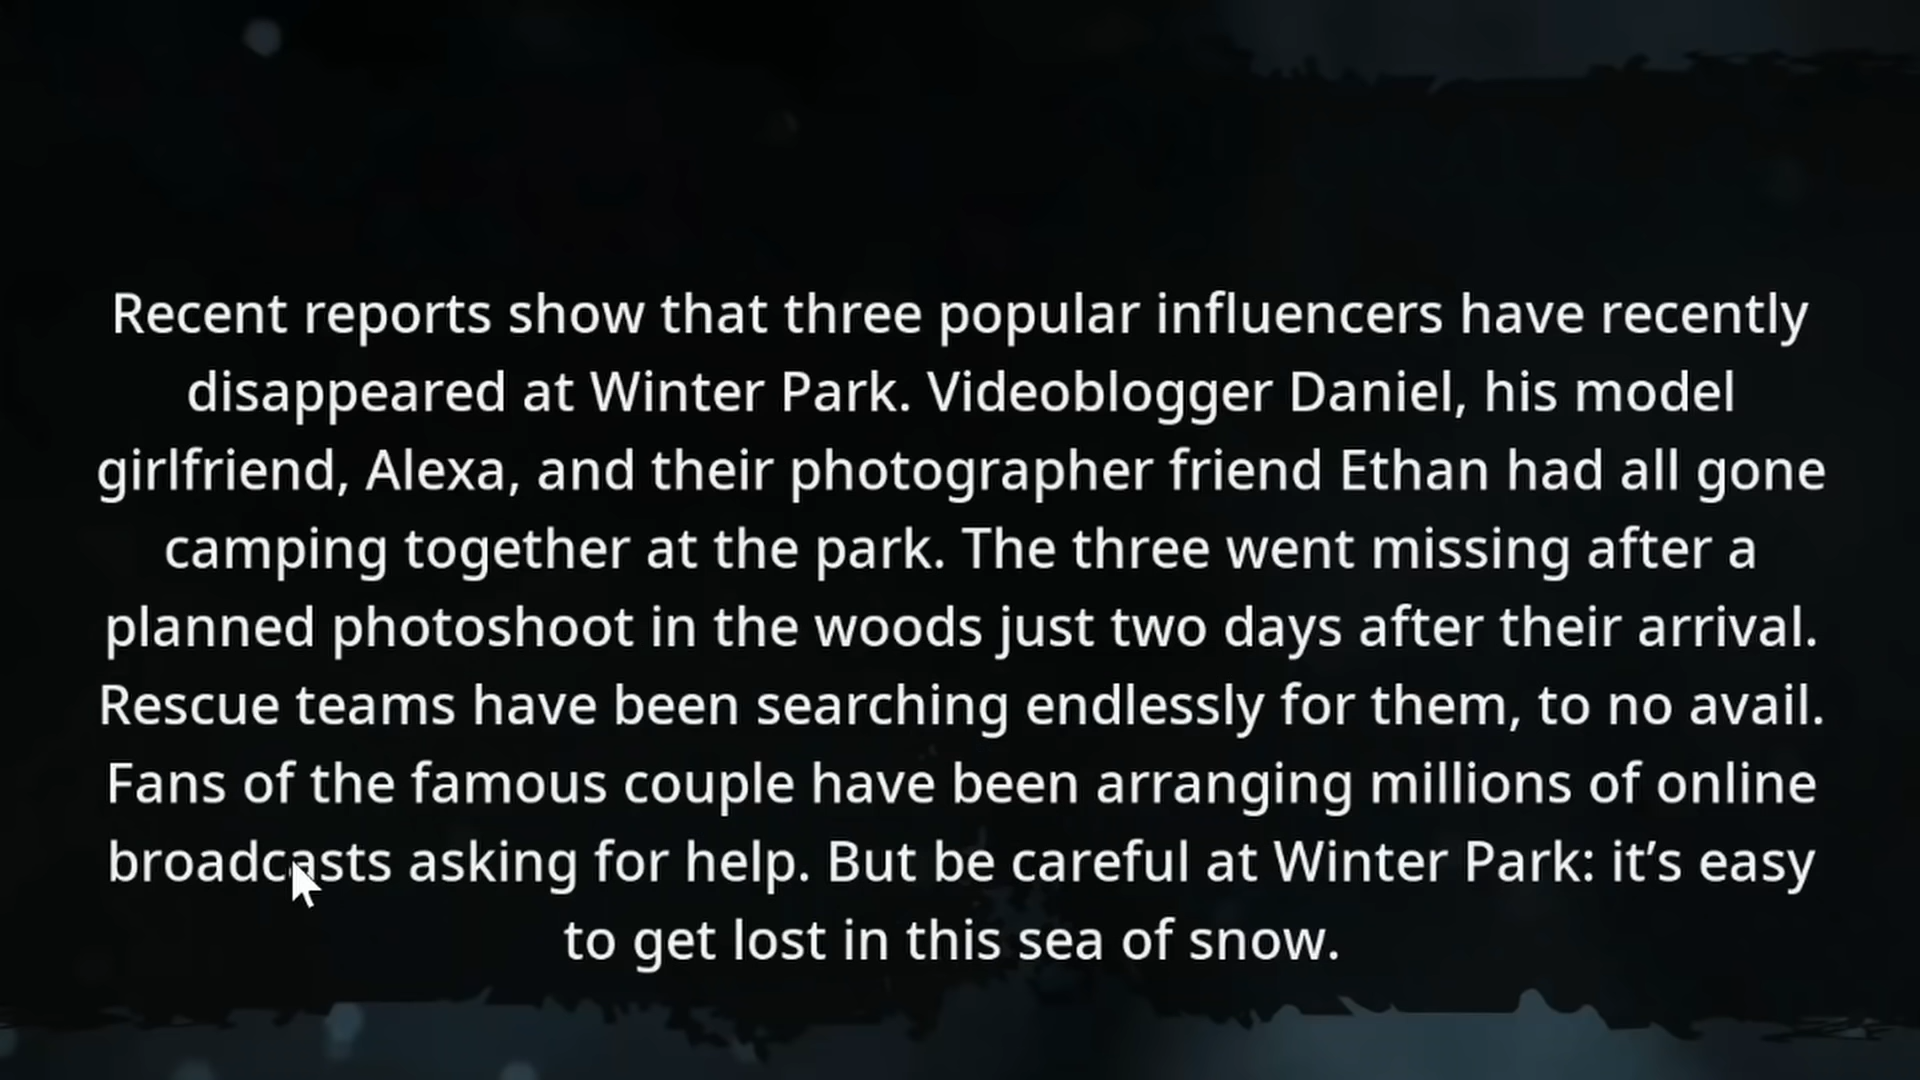 Recent reports show that three popular influencers have recently
disappeared at Winter Park. Videoblogger Daniel, his model
girlfriend, Alexa, and their photographer friend Ethan had all gone
camping together at the park. The three went missing after a
planned photoshoot in the woods just two days after their arrival.
Rescue teams have been searching endlessly for them, to no avail.
Fans of the famous couple have been arranging millions of online
broadcasts asking for help. But be careful at Winter Park: it’s easy
to get lost in this sea of snow.